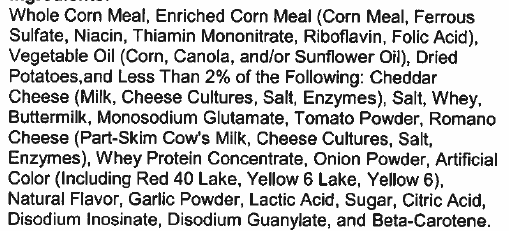 Whole Corn Meal, Enriched Corn Meal (Corn Meal, Ferrous
Sulfate, Niacin, Thiamin Mononitrate, Riboflavin, Folic Acid),
Vegetable Oil (Corn, Canola, and/or Sunflower Oil), Dried
Potatoes,and Less Than 2% of the Following: Cheddar
Cheese (Milk, Cheese Cultures, Salt, Enzymes), Salt, Whey,
Buttermilk, Monosodium Glutamate, Tomato Powder, Romano
Cheese (Part-Skim Cow's Milk, Cheese Cultures, Salt,
Enzymes), Whey Protein Concentrate, Onion Powder, Artificial
Color (Including Red 40 Lake, Yellow 6 Lake, Yellow 6),
Natural Flavor, Garlic Powder, Lactic Acid, Sugar, Citric Acid,
Disodium Inosinate, Disodium Guanylate, and Beta-Carotene.